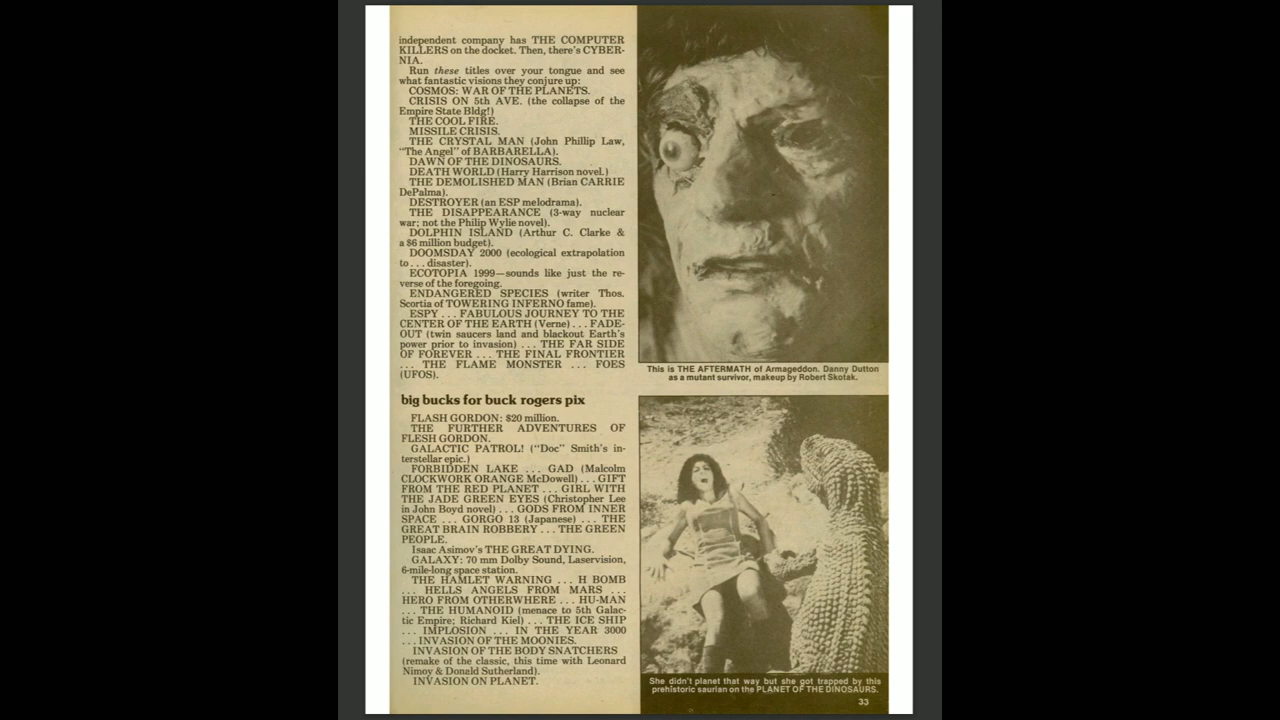 independent company has THE COMPUTER
KILLERS on the docket. Then, there's CYBER-
NIA.
Run these titles over your tongue and see
what fantastic visions they conjure up:
COSMOS: WAR OF THE PLANETS.
CRISIS ON 5th AVE. (the collapse of the
Empire State Bldg!)
THE COOL FIRE.
MISSILE CRISIS.
THE CRYSTAL MAN (John Phillip Law,
"The Angel" of BARBARELLA).
DAWN OF THE DINOSAURS.
DEATH WORLD (Harry Harrison novel.)
THE DEMOLISHED MAN (Brian CARRIE
DePalma).
DESTROYER (an ESP melodrama).
THE DISAPPEARANCE (3-way nuclear
war; not the Philip Wylie novel).
DOLPHIN ISLAND (Arthur C. Clarke &
a $6 million budget).
DOOMSDAY 2000 (ecological extrapolation
to . . . disaster).
ECOTOPIA 1999—sounds like just the re-
verse of the foregoing.
ENDANGERED SPECIES (writer Thos.
Scortia of TOWERING INFERNO fame).
ESPY . . . FABULOUS JOURNEY TO THE
CENTER OF THE EARTH (Verne) . . . FADE-
OUT (twin saucers land and blackout Earth's
power prior to invasion) . . . THE FAR SIDE
OF FOREVER . . . THE FINAL FRONTIER
. . . THE FLAME MONSTER . . . FOES
(UFOS).
big bucks for buck rogers pix
FLASH GORDON: $20 million.
THE FURTHER ADVENTURES OF
FLESH GORDON.
GALACTIC PATROL! ("Doc" Smith's in-
terstellar epic.)
FORBIDDEN LAKE . . . GAD (Malcolm
CLOCKWORK ORANGE McDowell) . . . GIFT
FROM THE RED PLANET . . . GIRL WITH
THE JADE GREEN EYES (Christopher Lee
in John Boyd novel) . . . GODS FROM INNER
SPACE . . . GORGO 13 (Japanese) . . . THE
GREAT BRAIN ROBBERY . . . THE GREEN
PEOPLE.
Isaac Asimov's THE GREAT DYING.
GALAXY: 70 mm Dolby Sound, Laservision,
6-mile-long space station.
THE HAMLET WARNING . . . H BOMB
. . . HELLS ANGELS FROM MARS . . .
HERO FROM OTHERWHERE . . . HU-MAN
. . . THE HUMANOID (menace to 5th Galac-
tic Empire; Richard Kiel) . . . THE ICE SHIP
. . . IMPLOSION . . . IN THE YEAR 3000
. . . INVASION OF THE MOONIES.
INVASION OF THE BODY SNATCHERS
(remake of the classic, this time with Leonard
Nimoy & Donald Sutherland).
INVASION ON PLANET.
This is THE AFTERMATH of Armageddon. Danny Dutton
as a mutant survivor, makeup by Robert Skotak.
She didn't planet that way but she got trapped by this
prehistoric saurian on the PLANET OF THE DINOSAURS.
33